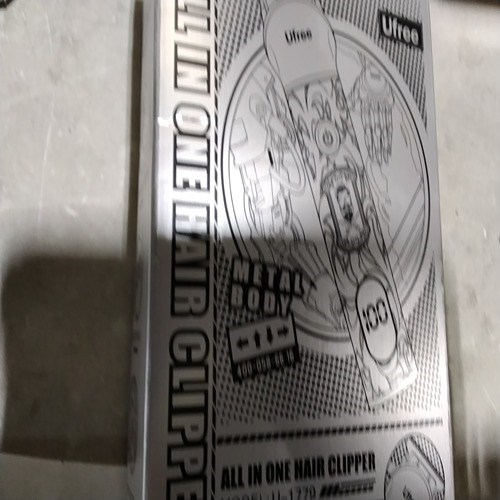 Ufree
Ufree
ALL IN ONE HAIR CLIPPE
METAL
BODY
100
ALL IN ONE HAIR CLIPPER